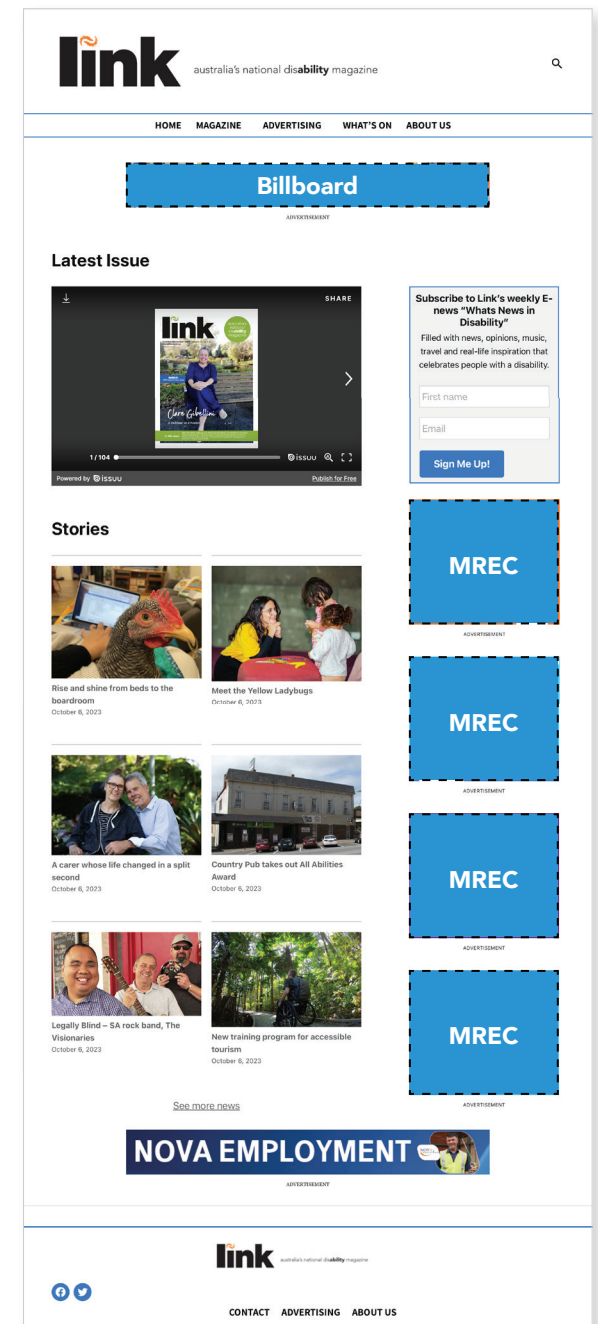 link
australia's national disability magazine
HOME MAGAZINE ADVERTISING WHAT'S ON ABOUT US
Billboard
ADVERTISEMENT
Latest Issue
SHARE
link
Clare Gibellini
1/104
issuu
Powered by issuu
Publish for Free
Subscribe to Link's weekly E-
news "Whats News in
Disability"
Filled with news, opinions, music,
travel and real-life inspiration that
celebrates people with a disability.
First name
Email
Sign Me Up!
MREC
ADVERTISEMENT
MREC
ADVERTISEMENT
MREC
ADVERTISEMENT
MREC
ADVERTISEMENT
Stories
Rise and shine from beds to the
boardroom
October 6, 2023
Meet the Yellow Ladybugs
October 6, 2023
A carer whose life changed in a split
second
October 6, 2023
Country Pub takes out All Abilities
Award
October 6, 2023
Legally Blind – SA rock band, The
Visionaries
October 6, 2023
New training program for accessible
tourism
October 6, 2023
See more news
NOVA EMPLOYMENT
ADVERTISEMENT
link
australia's national disability magazine
CONTACT ADVERTISING ABOUT US